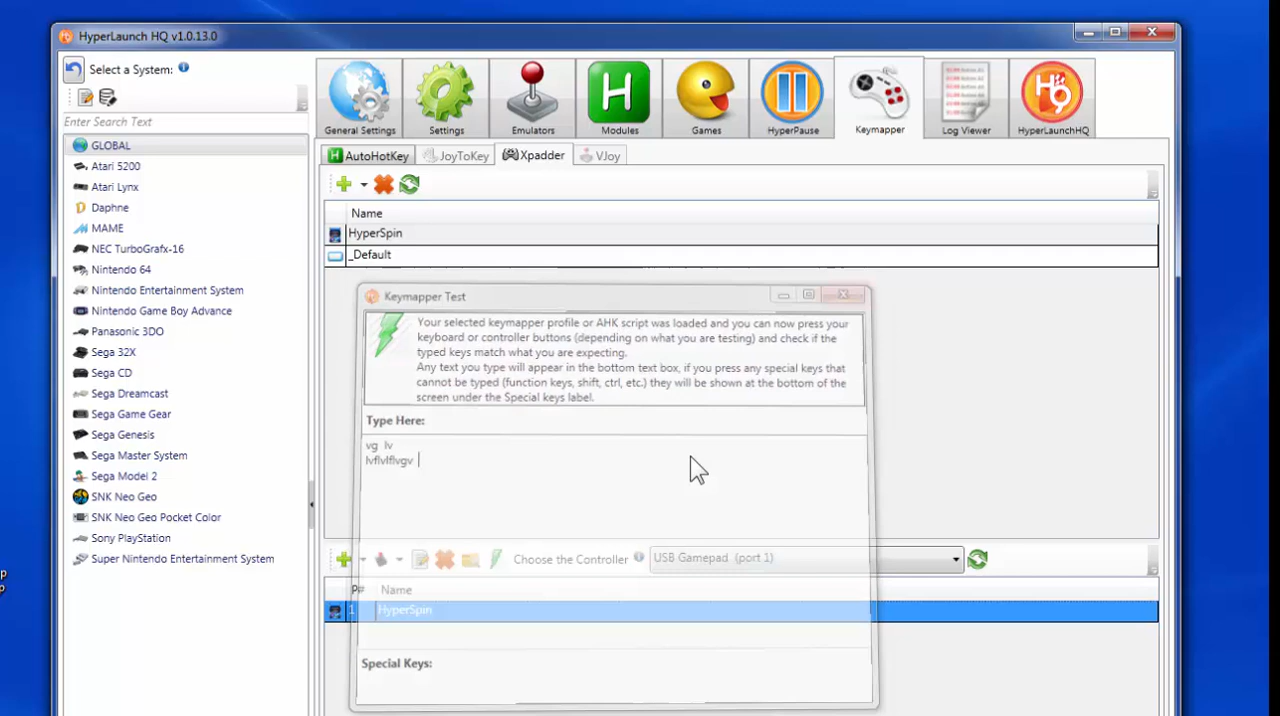 HyperLaunch HQ v1.0.13.0
Select a System:
Enter Search Text
GLOBAL
Atari 5200
Atari Lynx
Daphne
MAME
NEC TurboGrafx-16
Nintendo 64
Nintendo Entertainment System
Nintendo Game Boy Advance
Panasonic 3DO
Sega 32X
Sega CD
Sega Dreamcast
Sega Game Gear
Sega Genesis
Sega Master System
Sega Model 2
SNK Neo Geo
SNK Neo Geo Pocket Color
Sony PlayStation
Super Nintendo Entertainment System
General Settings
Settings
Emulators
Modules
Games
HyperPause
Keymapper
Log Viewer
HyperLaunchHQ
AutoHotKey
JoyToKey
Xpadder
VJoy
Name
HyperSpin
_Default
Keymapper Test
Your selected keymapper profile or AHK script was loaded and you can now press your
keyboard or controller buttons (depending on what you are testing) and check if the
typed keys match what you are expecting.
Any text you type will appear in the bottom text box, if you press any special keys that
cannot be typed (function keys, shift, ctrl, etc.) they will be shown at the bottom of the
screen under the Special keys label.
Type Here:
vg lv
lvflvlflvgv
Choose the Controller
USB Gamepad (port 1)
P# Name
1 HyperSpin
Special Keys: